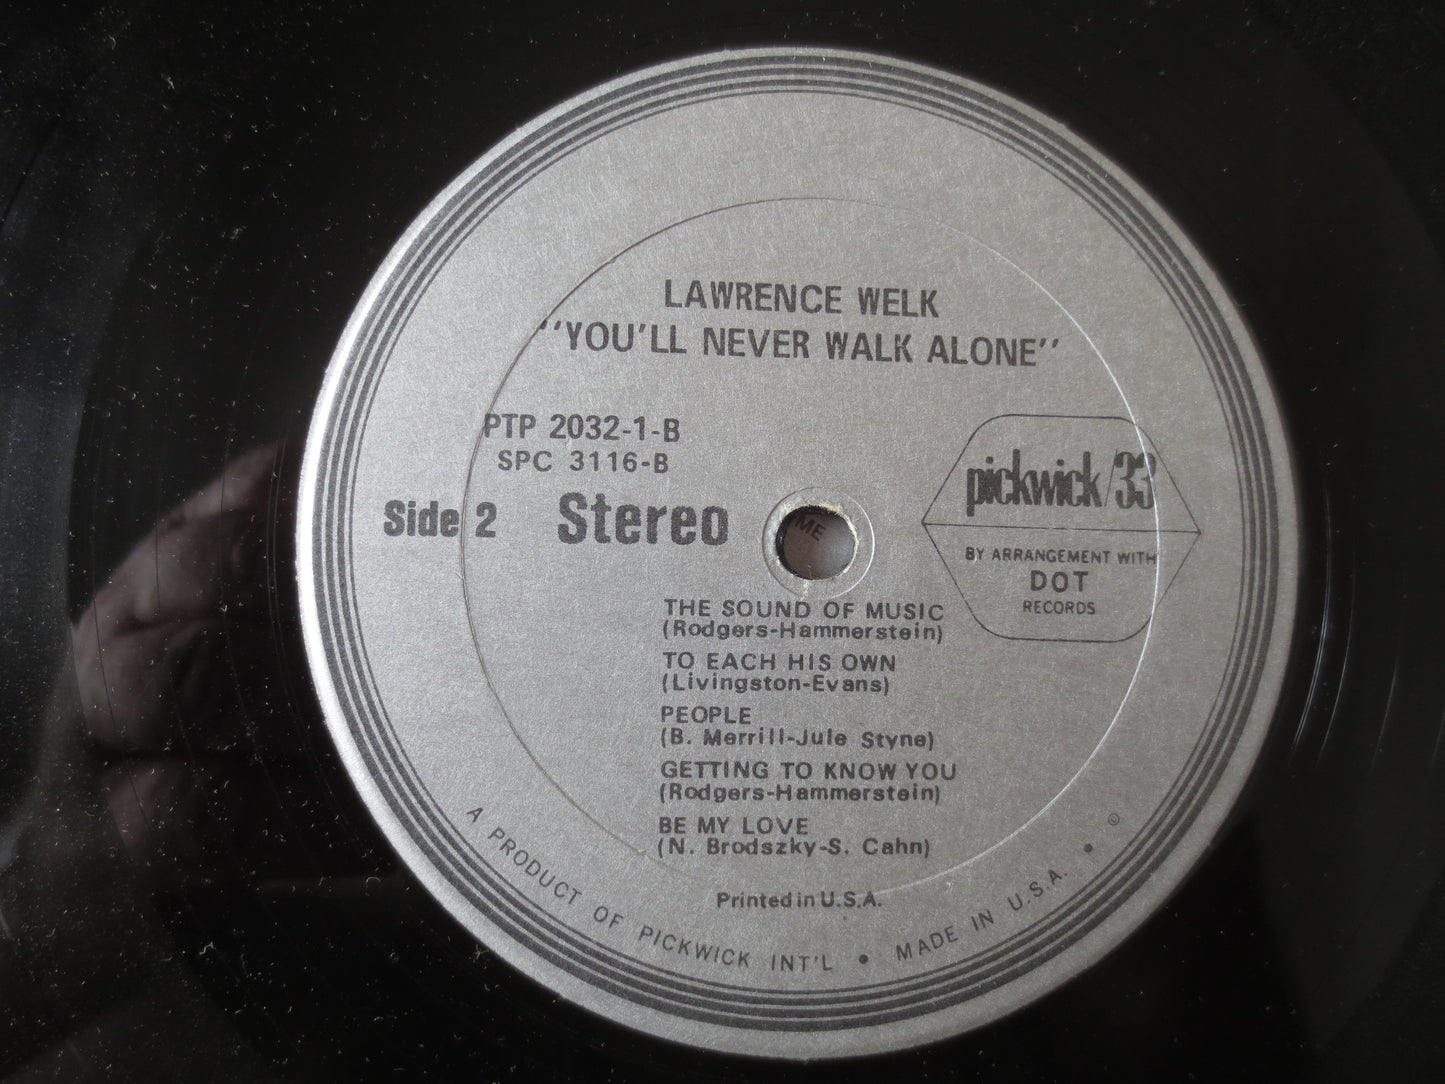 LAWRENCE WELK
"YOU'LL NEVER WALK ALONE"
PTP 2032-1-B
SPC 3116-B
Side 2 Stereo
pickwick/33
BY ARRANGEMENT WITH
DOT
RECORDS
ME
THE SOUND OF MUSIC
(Rodgers-Hammerstein)
TO EACH HIS OWN
(Livingston-Evans)
PEOPLE
(B. Merrill-Jule Styne)
GETTING TO KNOW YOU
(Rodgers-Hammerstein)
BE MY LOVE
(N. Brodszky-S. Cahn)
Printed in U.S.A.
A PRODUCT OF PICKWICK INT'L • MADE IN U.S.A. • ©